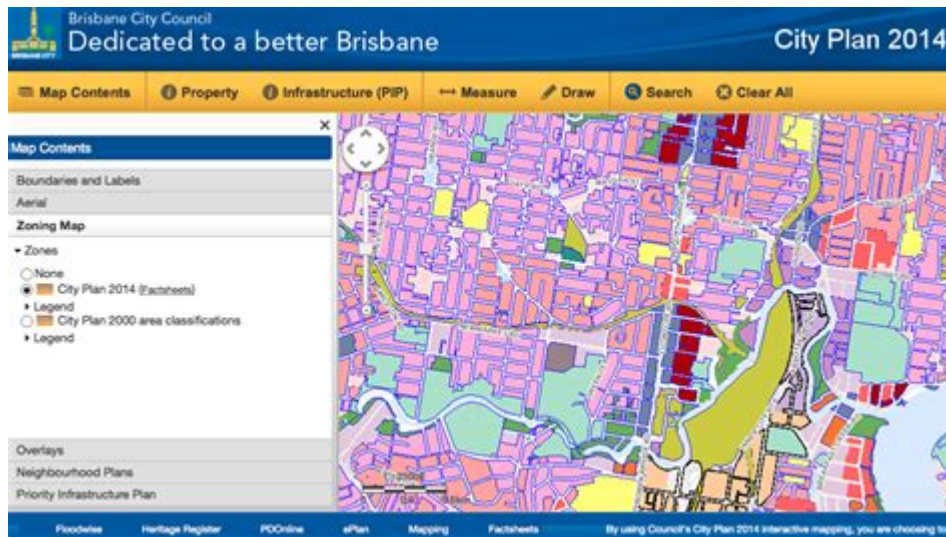 Brisbane City Council
Dedicated to a better Brisbane
City Plan 2014
Map Contents
Property
Infrastructure (PIP)
Measure
Draw
Search
Clear All
Map Contents
Boundaries and Labels
Aerial
Zoning Map
Zones
None
City Plan 2014 (Factsheets)
Legend
City Plan 2000 area classifications
Legend
Overlays
Neighbourhood Plans
Priority Infrastructure Plan
Floodwise
Heritage Register
PDOnline
ePlan
Mapping
Factsheets
By using Council's City Plan 2014 interactive mapping, you are choosing to